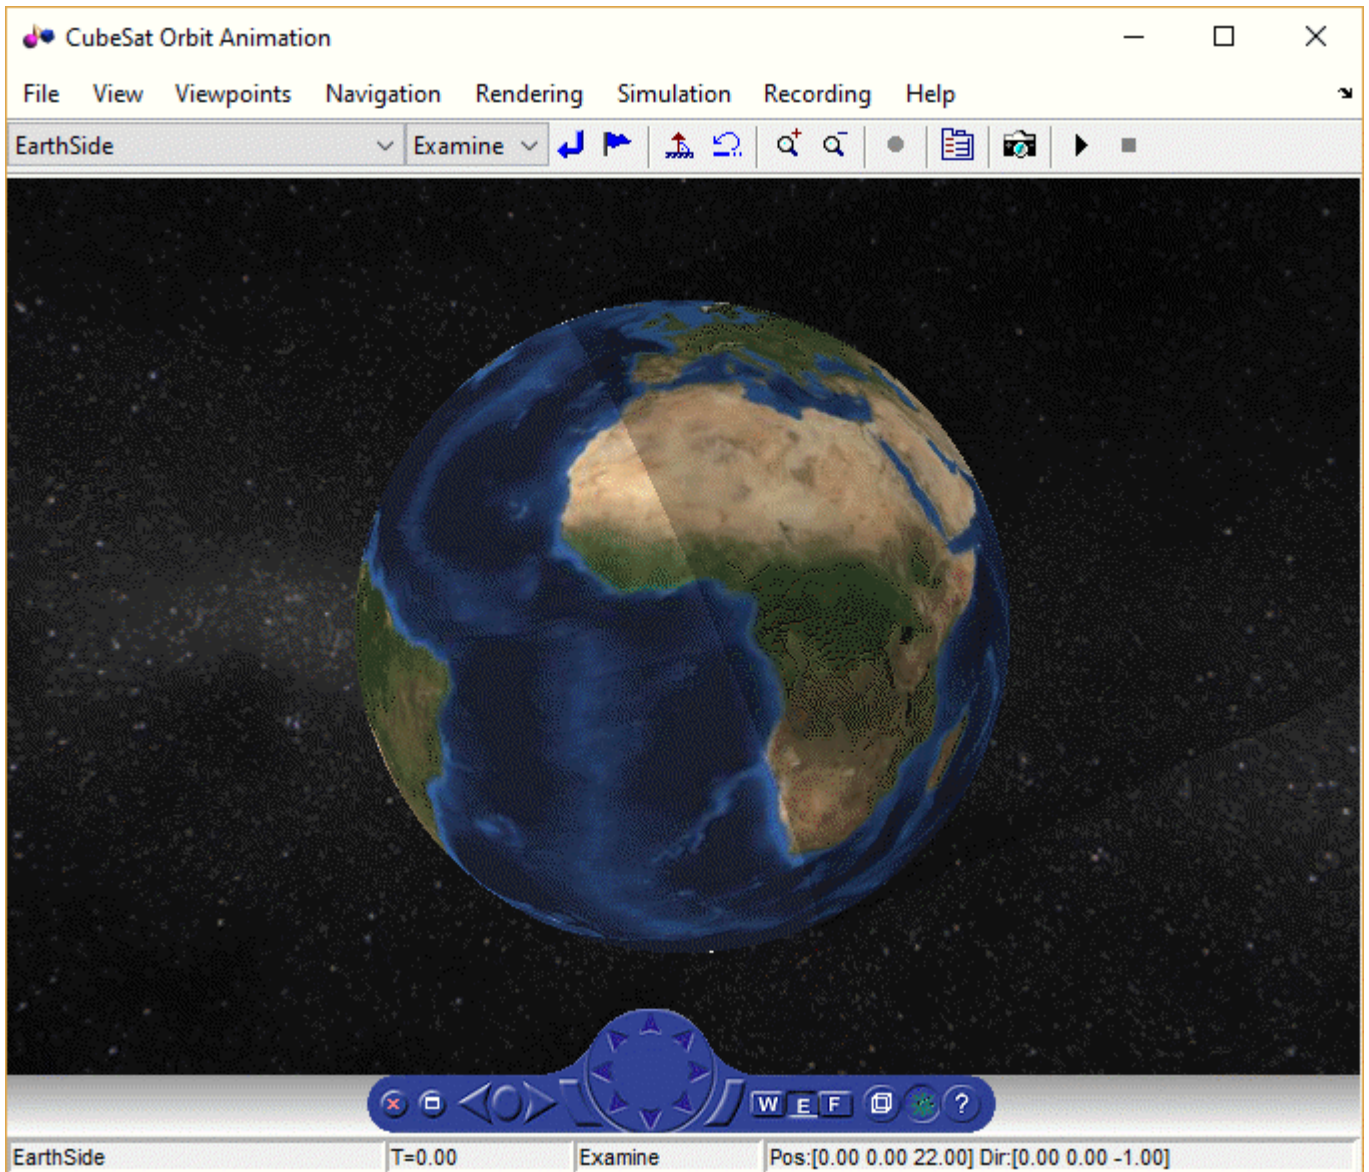 CubeSat Orbit Animation
File View Viewpoints Navigation Rendering Simulation Recording Help
EarthSide Examine
W E F ?
EarthSide T=0.00 Examine Pos:[0.00 0.00 22.00] Dir:[0.00 0.00 -1.00]